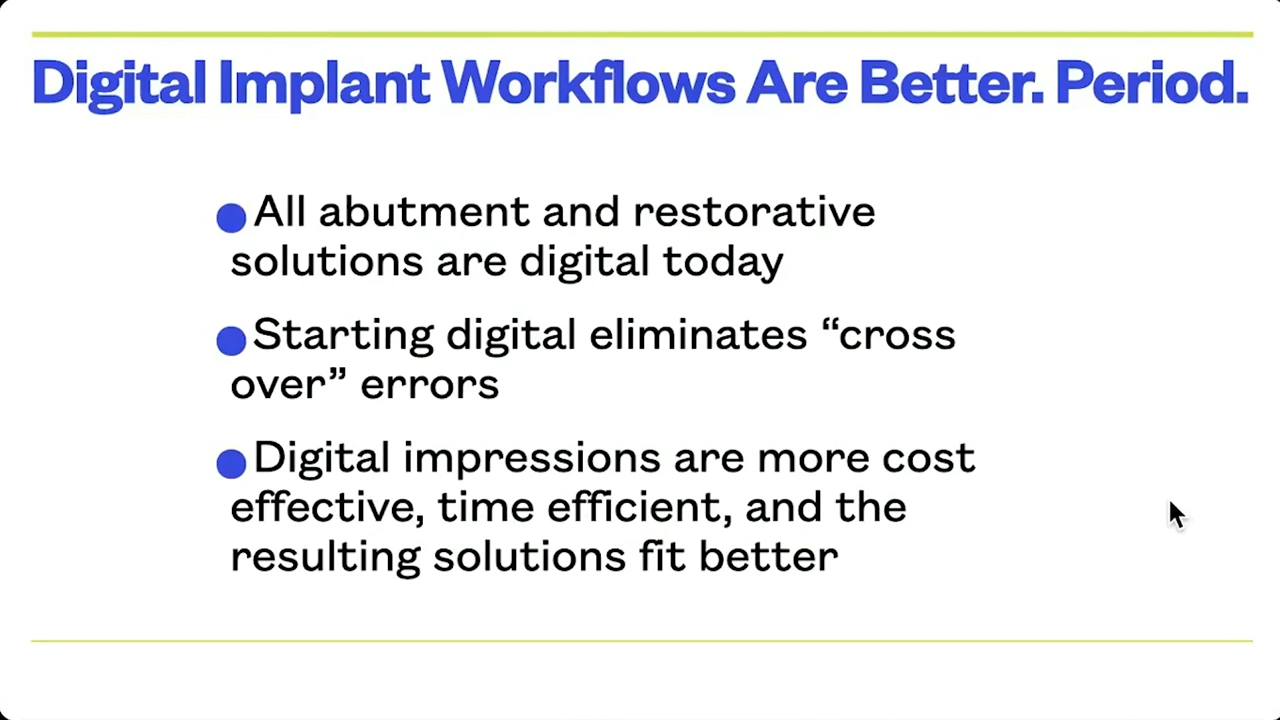 Digital Implant Workflows Are Better. Period.
All abutment and restorative
solutions are digital today
Starting digital eliminates “cross
over” errors
Digital impressions are more cost
effective, time efficient, and the
resulting solutions fit better